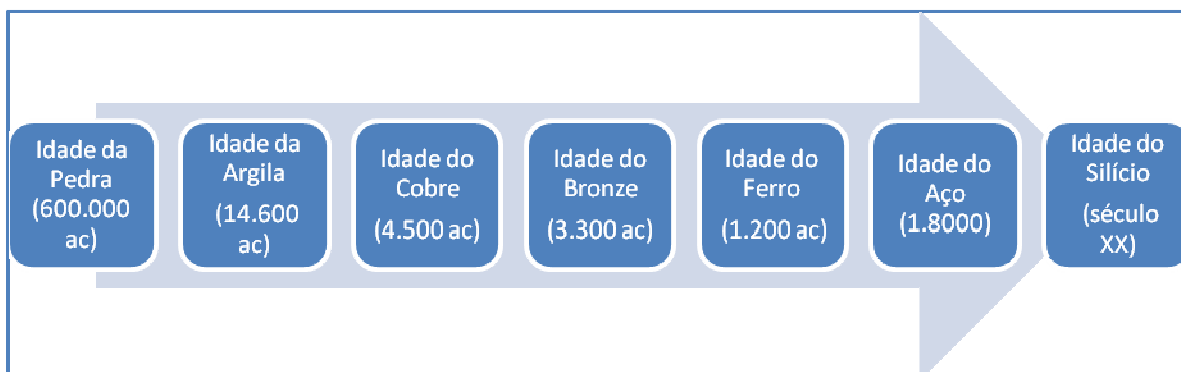 Idade da
Pedra
(600.000
ac)
Idade da
Argila
(14.600
ac)
Idade do
Cobre
(4.500 ac)
Idade do
Bronze
(3.300 ac)
Idade do
Ferro
(1.200 ac)
Idade do
Aço
(1.8000)
Idade do
Silício
(século
XX)